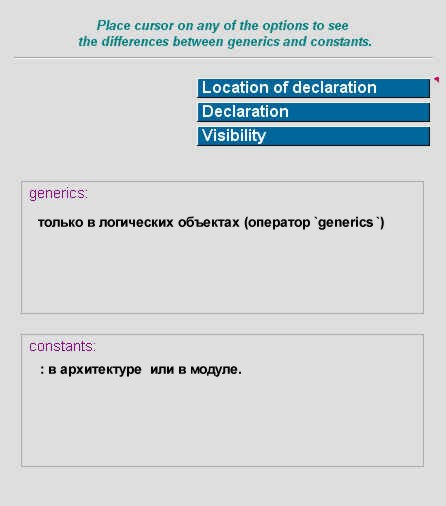 Place cursor on any of the options to see
the differences between generics and constants.
Location of declaration
Declaration
Visibility
generics:
только в логических объектах (оператор `generics`)
constants:
: в архитектуре или в модуле.